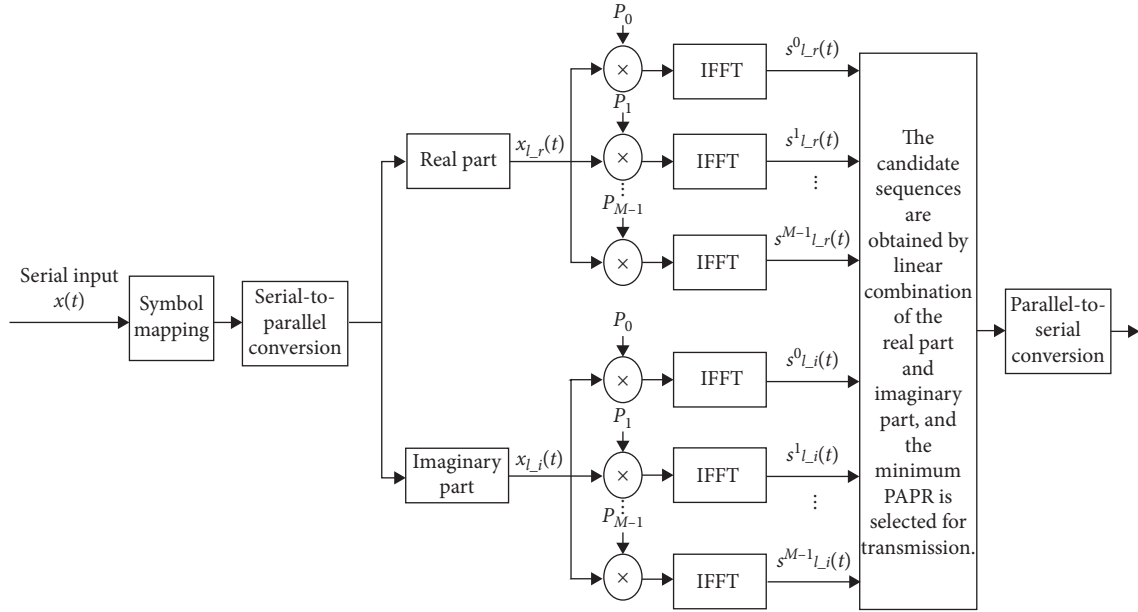 Serial input
x(t)
Symbol
mapping
Serial-to-
parallel
conversion
Real part
x_{l_r}(t)
P_0
×
IFFT
s^0_{l_r}(t)
P_1
×
IFFT
s^1_{l_r}(t)
⋮
P_{M–1}
×
IFFT
s^{M–1}_{l_r}(t)
Imaginary
part
x_{l_i}(t)
P_0
×
IFFT
s^0_{l_i}(t)
P_1
×
IFFT
s^1_{l_i}(t)
⋮
P_{M–1}
×
IFFT
s^{M–1}_{l_i}(t)
The
candidate
sequences
are
obtained by
linear
combination
of the
real part
and
imaginary
part, and
the
minimum
PAPR is
selected for
transmission.
Parallel-to-
serial
conversion